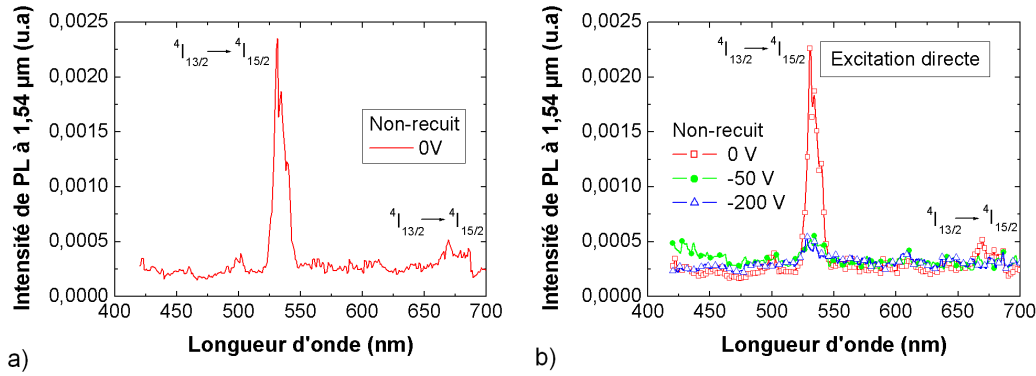 Intensité de PL à 1,54 µm (u.a)
0,0025
0,0020
0,0015
0,0010
0,0005
0,0000
⁴I₁₃/₂ → ⁴I₁₅/₂
Non-recuit
0V
⁴I₁₃/₂ → ⁴I₁₅/₂
400 450 500 550 600 650 700
Longueur d'onde (nm)
a)
Intensité de PL à 1,54 µm (u.a)
0,0025
0,0020
0,0015
0,0010
0,0005
0,0000
⁴I₁₃/₂ → ⁴I₁₅/₂
Excitation directe
Non-recuit
0 V
-50 V
-200 V
⁴I₁₃/₂ → ⁴I₁₅/₂
400 450 500 550 600 650 700
Longueur d'onde (nm)
b)